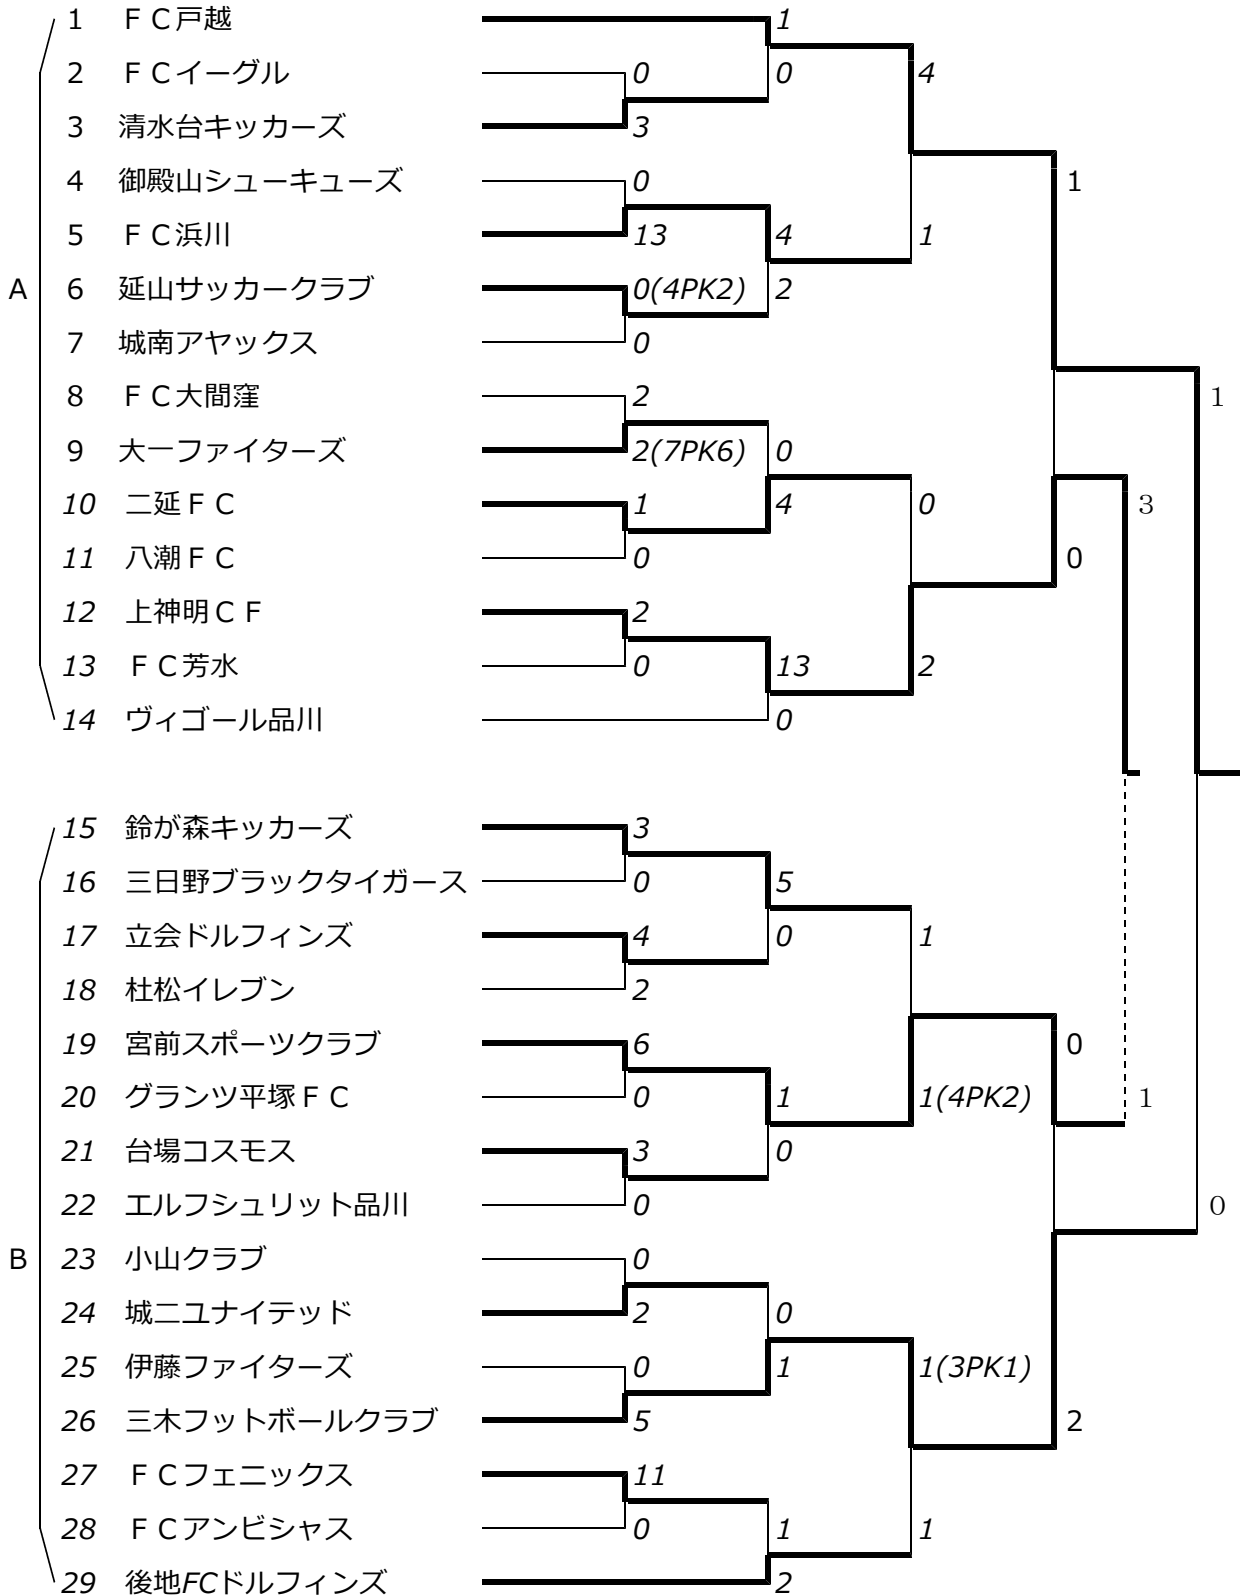 1 ＦＣ戸越 1
2 ＦＣイーグル 0 0 4
3 清水台キッカーズ 3
4 御殿山シューキューズ 0 1
5 ＦＣ浜川 13 4 1
A 6 延山サッカークラブ 0(4PK2) 2
7 城南アヤックス 0
8 ＦＣ大間窪 2 1
9 大一ファイターズ 2(7PK6) 0
10 二延ＦＣ 1 4 0 3
11 八潮ＦＣ 0 0
12 上神明ＣＦ 2
13 ＦＣ芳水 0 13 2
14 ヴィゴール品川 0
15 鈴が森キッカーズ 3
16 三日野ブラックタイガース 0 5
17 立会ドルフィンズ 4 0 1
18 杜松イレブン 2
19 宮前スポーツクラブ 6 0
20 グランツ平塚ＦＣ 0 1 1(4PK2) 1
21 台場コスモス 3 0
22 エルフシュリット品川 0 0
B 23 小山クラブ 0
24 城二ユナイテッド 2 0
25 伊藤ファイターズ 0 1 1(3PK1)
26 三木フットボールクラブ 5 2
27 ＦＣフェニックス 11
28 ＦＣアンビシャス 0 1 1
29 後地FCドルフィンズ 2